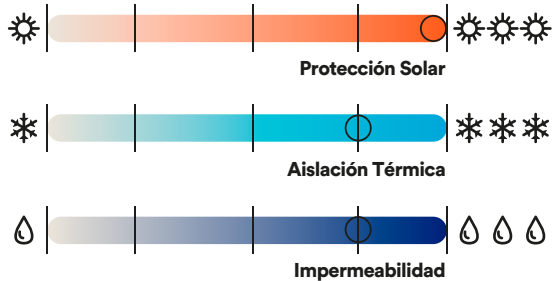 Protección Solar
Aislación Térmica
Impermeabilidad